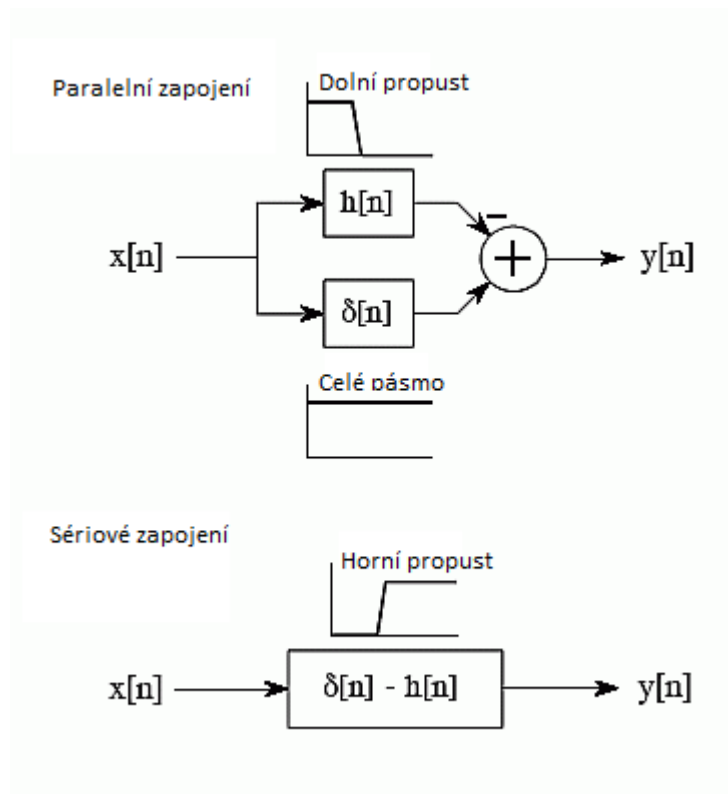 Paralelní zapojení
Dolní propust
h[n]
−
x[n]
+
y[n]
δ[n]
Celé pásmo
Sériové zapojení
Horní propust
x[n]
δ[n] - h[n]
y[n]